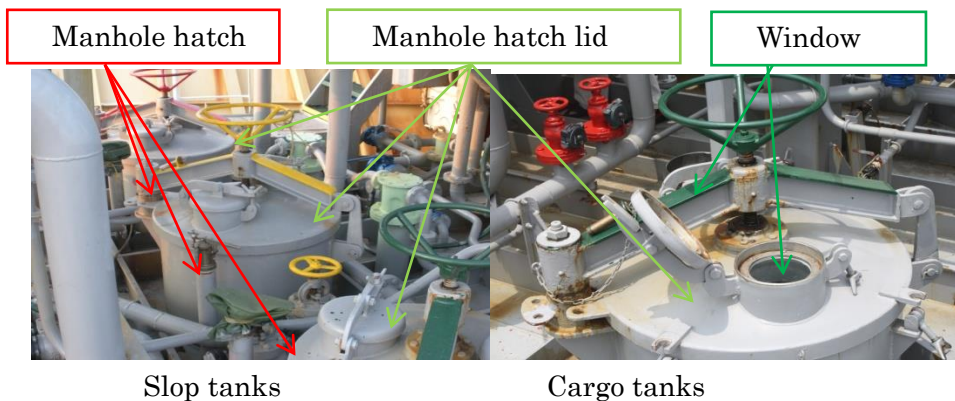 Manhole hatch
Manhole hatch lid
Window
Slop tanks
Cargo tanks